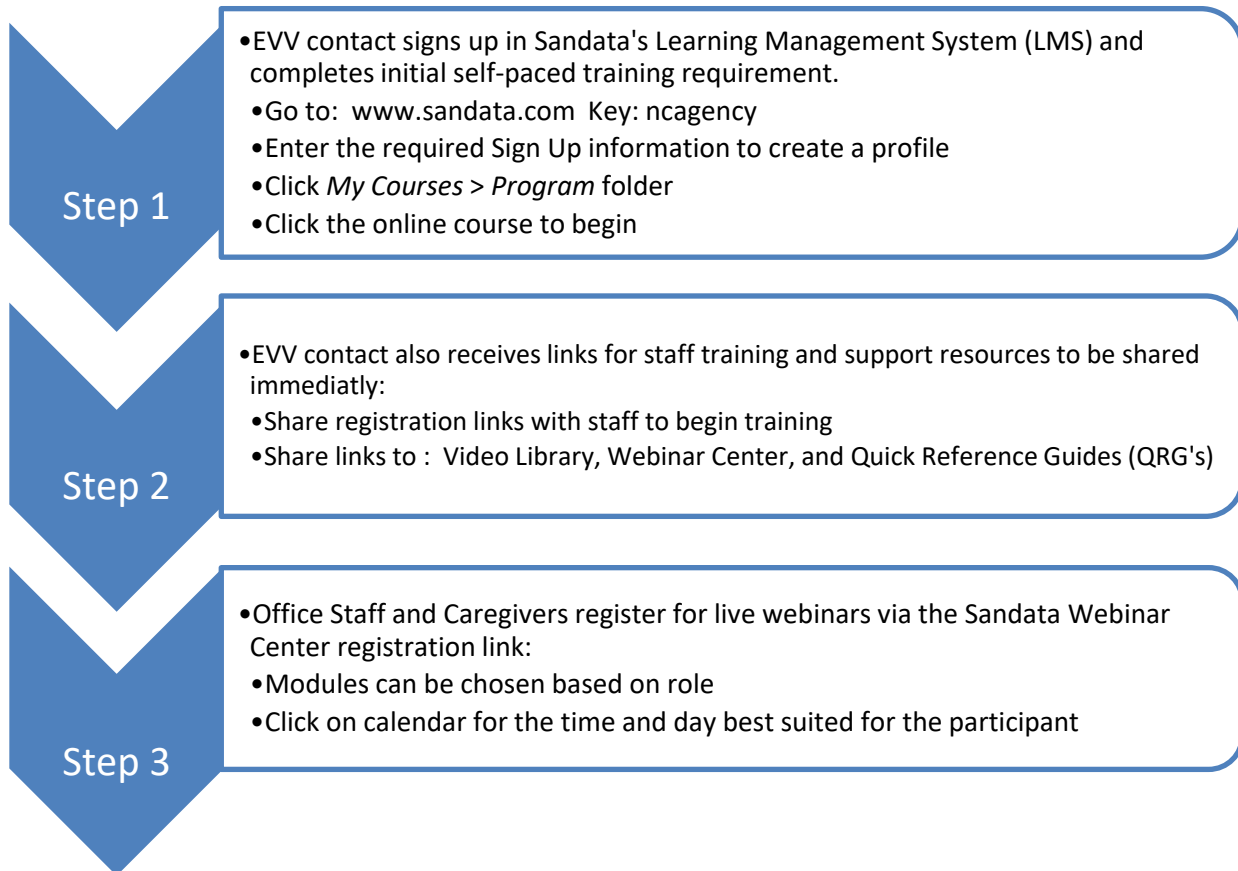 Step 1
•EVV contact signs up in Sandata's Learning Management System (LMS) and
completes initial self-paced training requirement.
•Go to:  www.sandata.com  Key: ncagency
•Enter the required Sign Up information to create a profile
•Click My Courses > Program folder
•Click the online course to begin
Step 2
•EVV contact also receives links for staff training and support resources to be shared
immediatly:
•Share registration links with staff to begin training
•Share links to :  Video Library, Webinar Center, and Quick Reference Guides (QRG's)
Step 3
•Office Staff and Caregivers register for live webinars via the Sandata Webinar
Center registration link:
•Modules can be chosen based on role
•Click on calendar for the time and day best suited for the participant